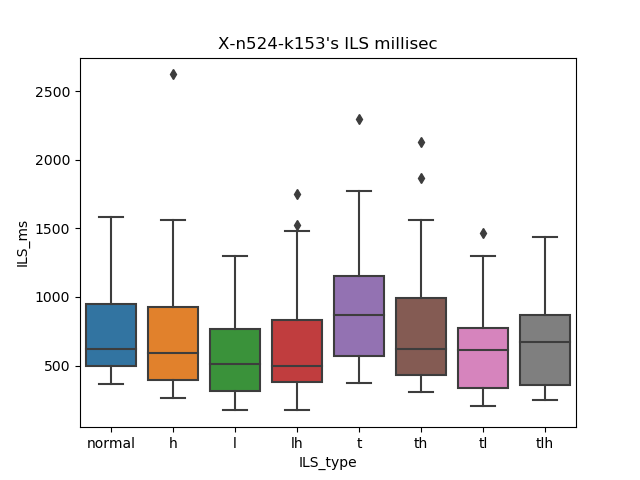 X-n524-k153's ILS millisec
ILS_ms
2500
2000
1500
1000
500
normal h l lh t th tl tlh
ILS_type